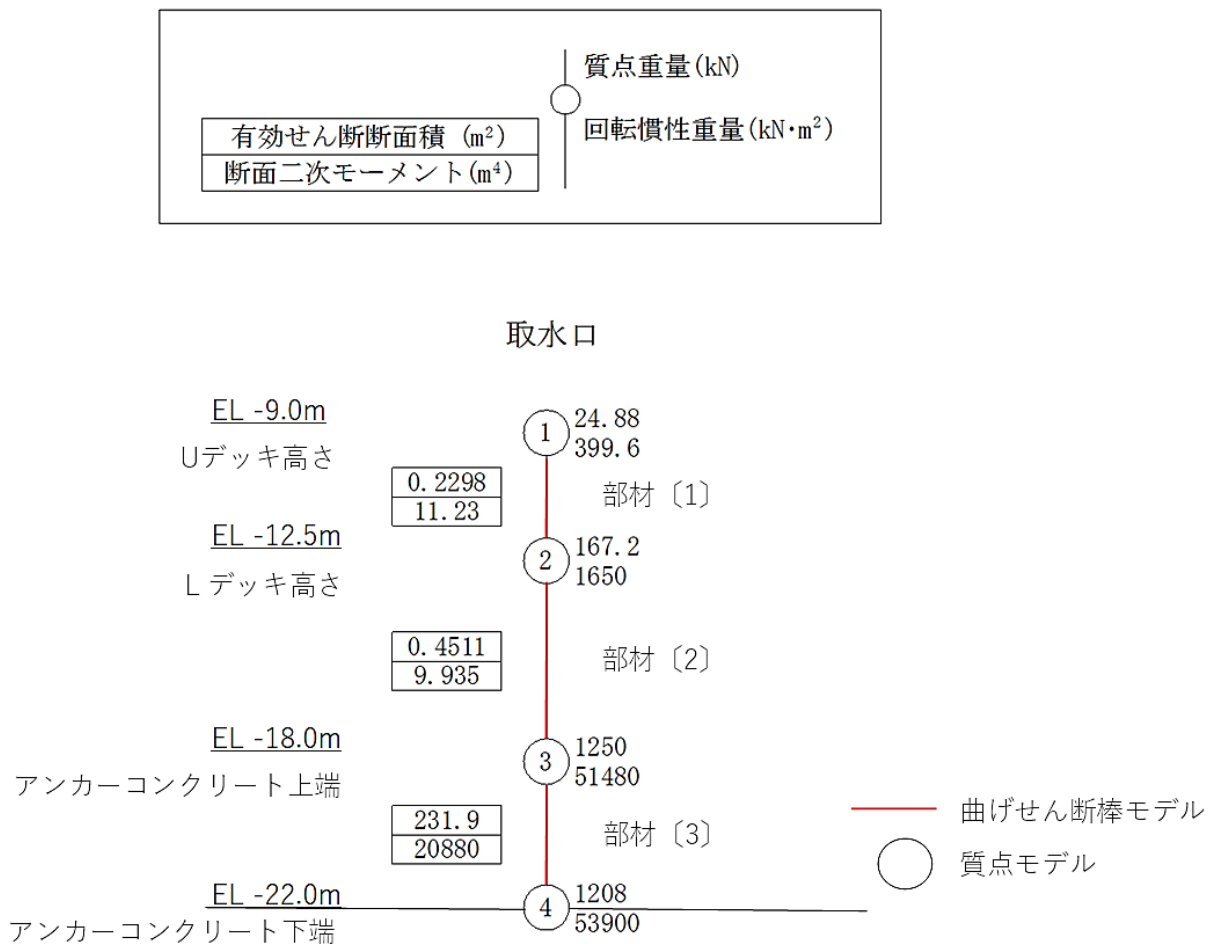 質点重量(kN)
回転慣性重量(kN･m²)
有効せん断断面積 (m²)
断面二次モーメント(m⁴)
取水口
EL -9.0m
Uデッキ高さ
1
24.88
399.6
0.2298
11.23
部材〔1〕
EL -12.5m
L デッキ高さ
2
167.2
1650
0.4511
9.935
部材〔2〕
EL -18.0m
アンカーコンクリート上端
3
1250
51480
231.9
20880
部材〔3〕
曲げせん断棒モデル
質点モデル
EL -22.0m
アンカーコンクリート下端
4
1208
53900